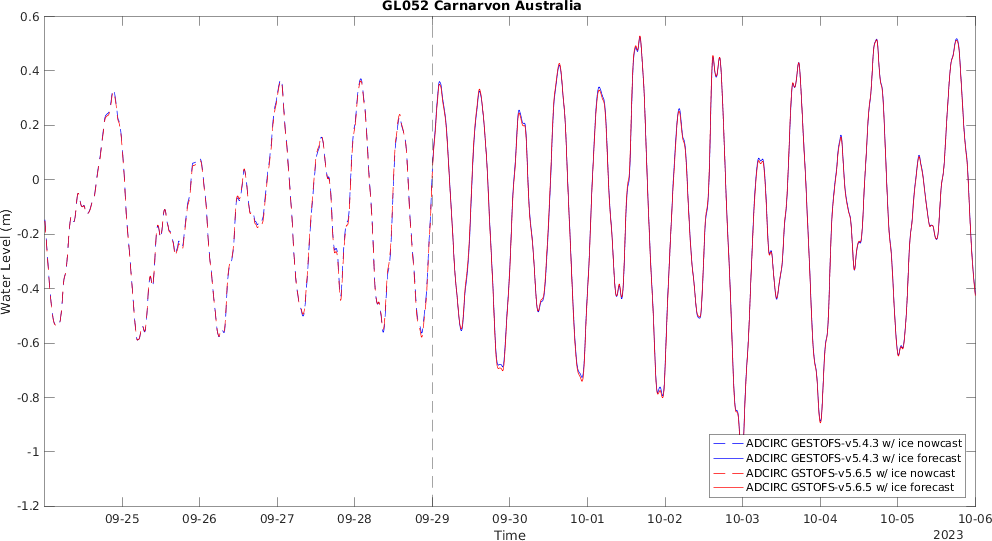 GL052 Carnarvon Australia
0.6
0.4
0.2
0
-0.2
-0.4
-0.6
-0.8
-1
-1.2
Water Level (m)
ADCIRC GESTOFS-v5.4.3 w/ ice nowcast
ADCIRC GESTOFS-v5.4.3 w/ ice forecast
ADCIRC GSTOFS-v5.6.5 w/ ice nowcast
ADCIRC GSTOFS-v5.6.5 w/ ice forecast
09-25 09-26 09-27 09-28 09-29 09-30 10-01 10-02 10-03 10-04 10-05 10-06
Time
2023